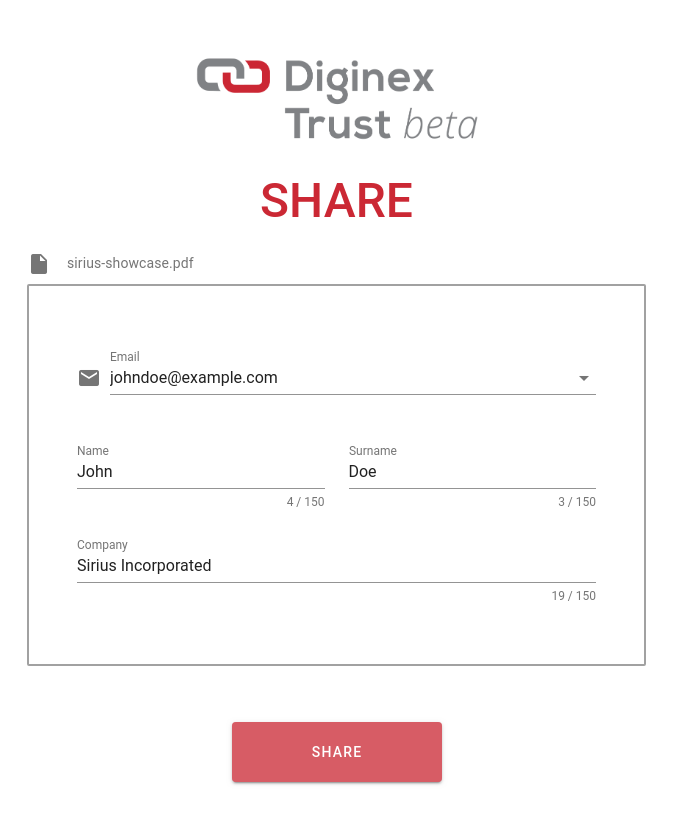 Diginex
Trust beta
SHARE
sirius-showcase.pdf
Email
johndoe@example.com
Name
Surname
John
Doe
4 / 150
3 / 150
Company
Sirius Incorporated
19 / 150
SHARE